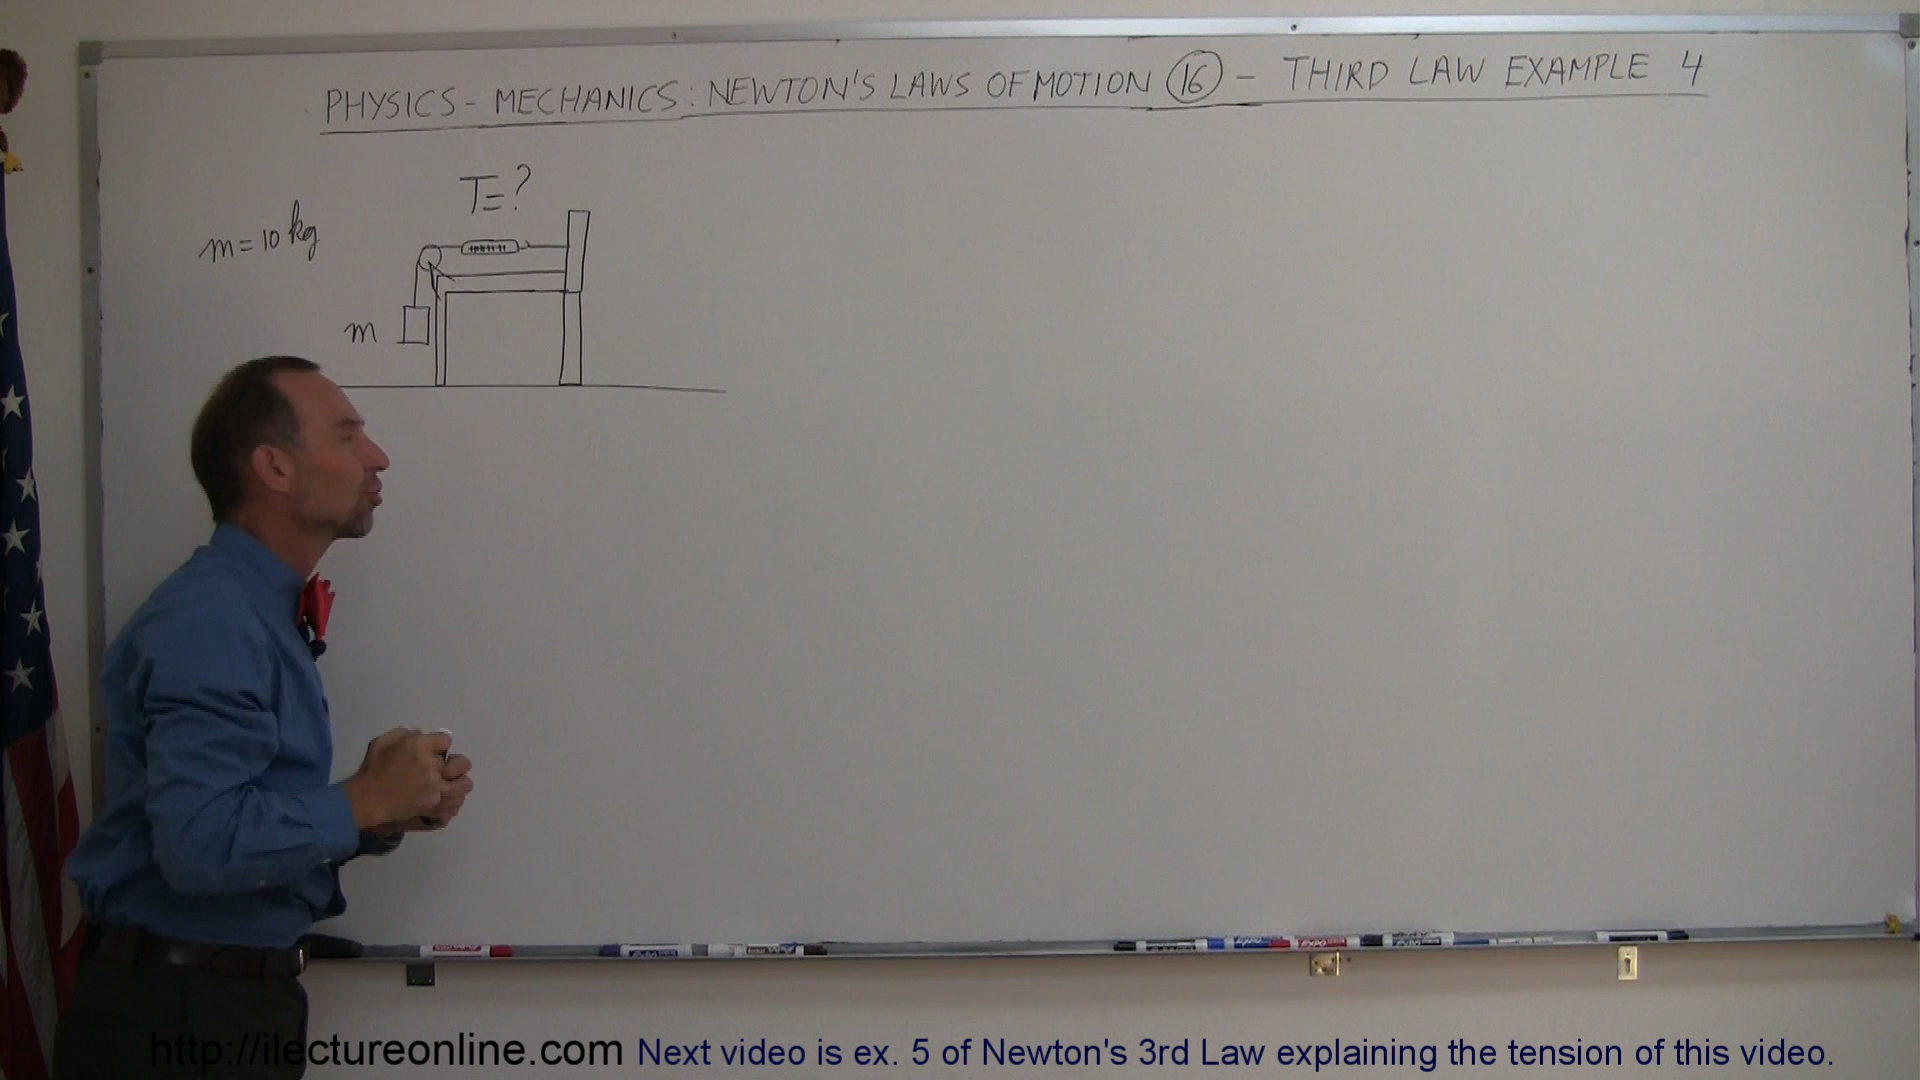 PHYSICS - MECHANICS: NEWTON'S LAWS OF MOTION 16 - THIRD LAW EXAMPLE 4
T=?
m = 10 kg
m
http://ilectureonline.com Next video is ex. 5 of Newton's 3rd Law explaining the tension of this video.